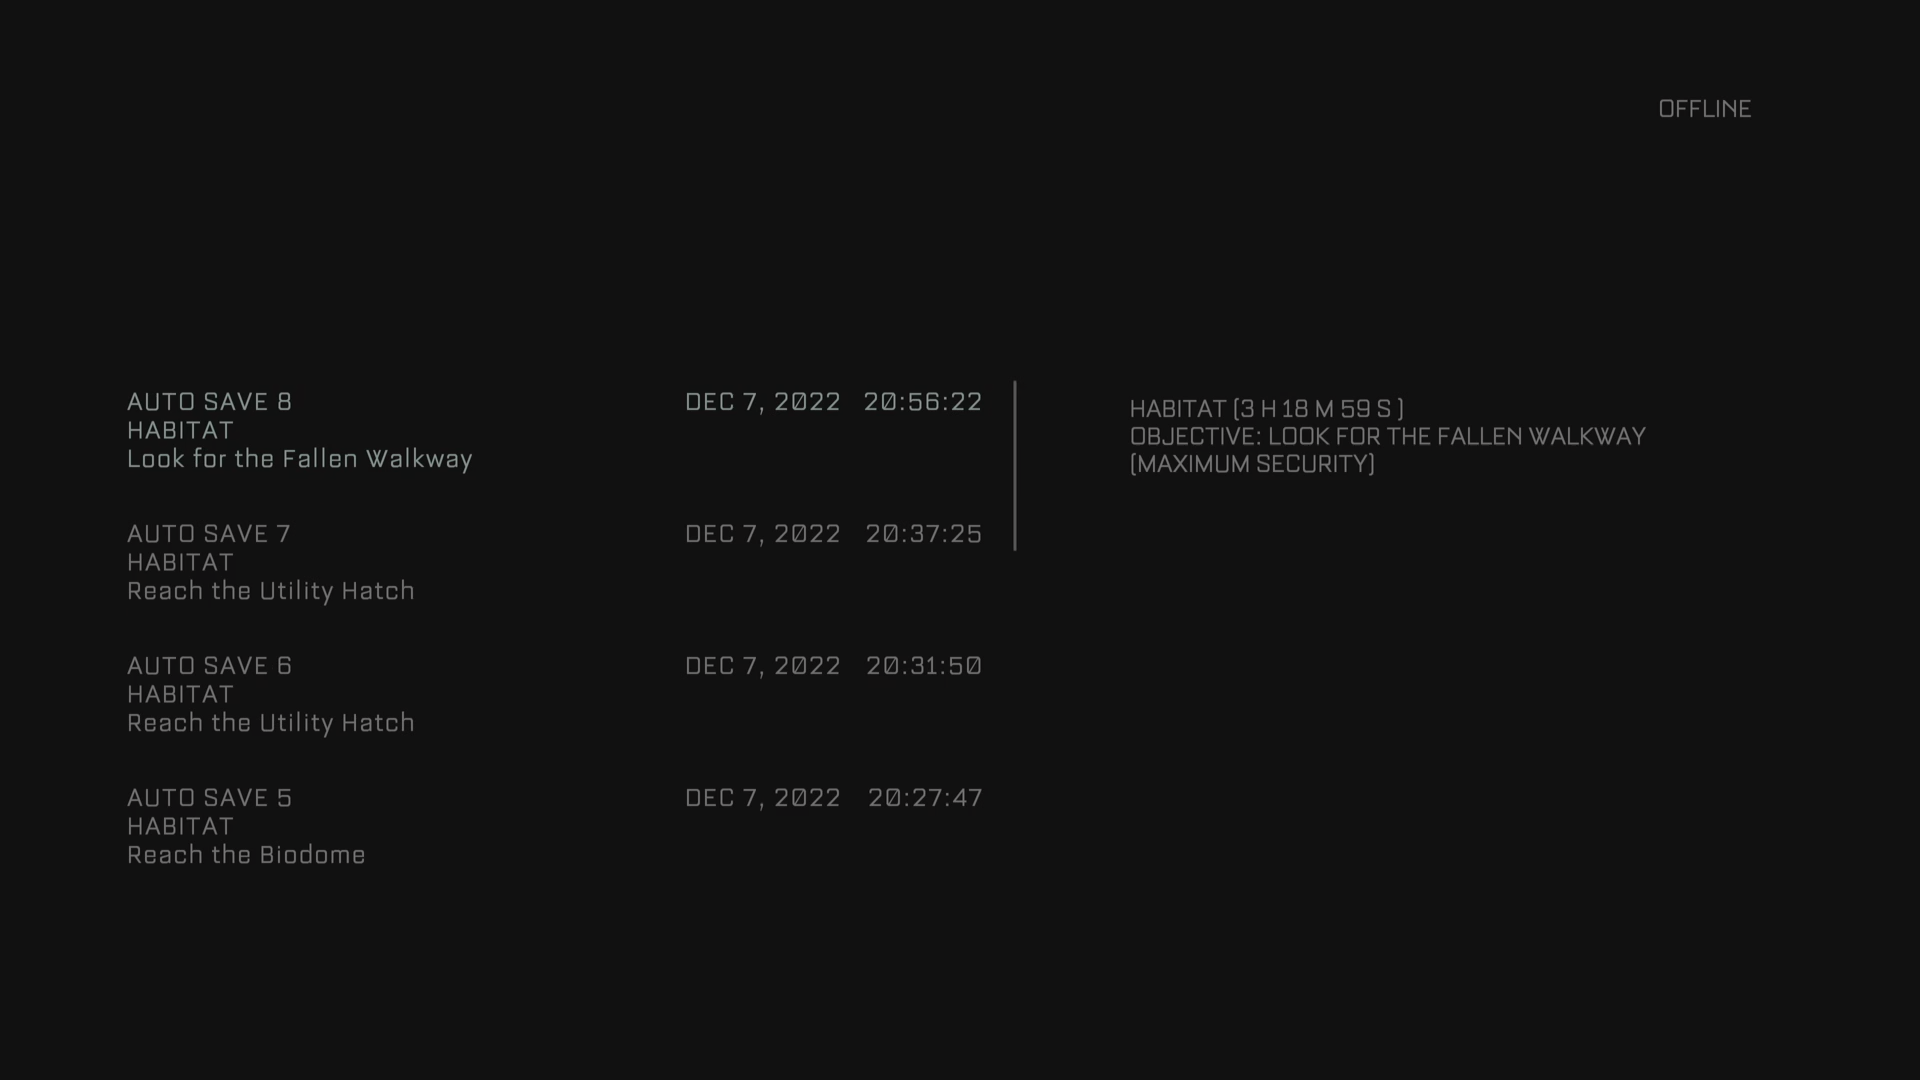 OFFLINE
AUTO SAVE 8 DEC 7, 2022 20:56:22
HABITAT
Look for the Fallen Walkway
AUTO SAVE 7 DEC 7, 2022 20:37:25
HABITAT
Reach the Utility Hatch
AUTO SAVE 6 DEC 7, 2022 20:31:50
HABITAT
Reach the Utility Hatch
AUTO SAVE 5 DEC 7, 2022 20:27:47
HABITAT
Reach the Biodome
HABITAT (3 H 18 M 59 S )
OBJECTIVE: LOOK FOR THE FALLEN WALKWAY
(MAXIMUM SECURITY)